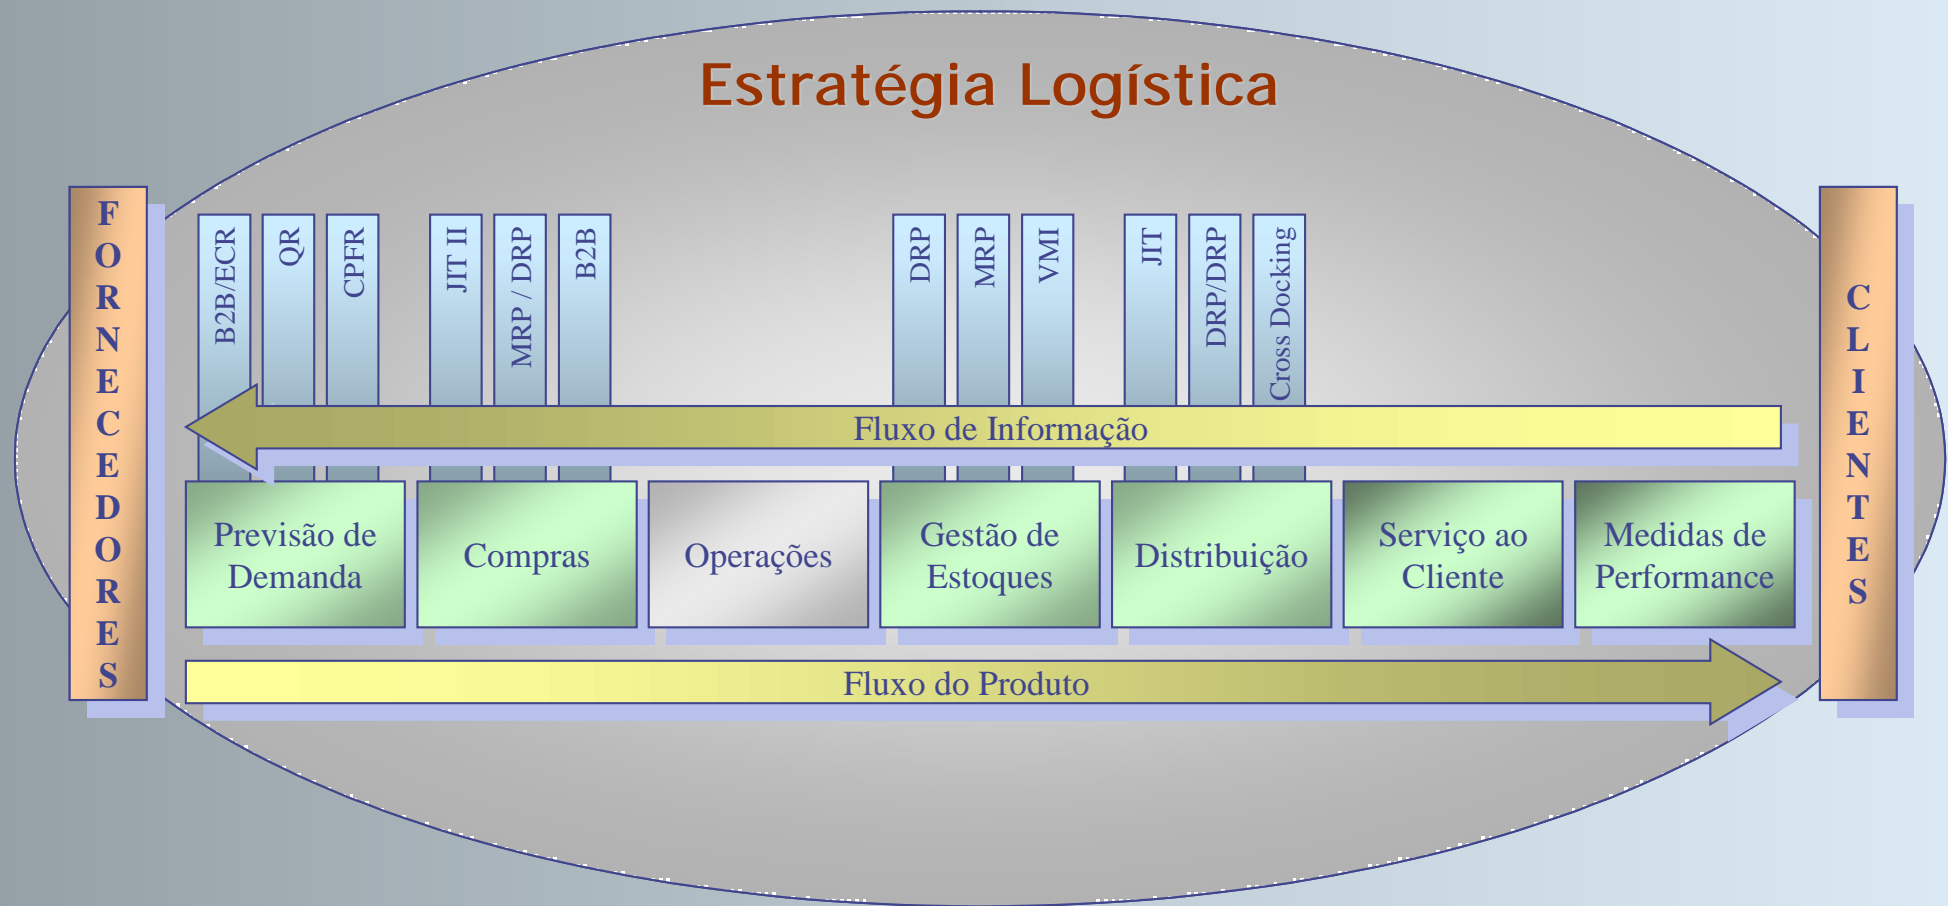 Estratégia Logística
FORNECEDORES
B2B/ECR
QR
CPFR
JIT II
MRP / DRP
B2B
DRP
MRP
VMI
JIT
DRP/DRP
Cross Docking
CLIENTES
Fluxo de Informação
Previsão de
Demanda
Compras
Operações
Gestão de
Estoques
Distribuição
Serviço ao
Cliente
Medidas de
Performance
Fluxo do Produto